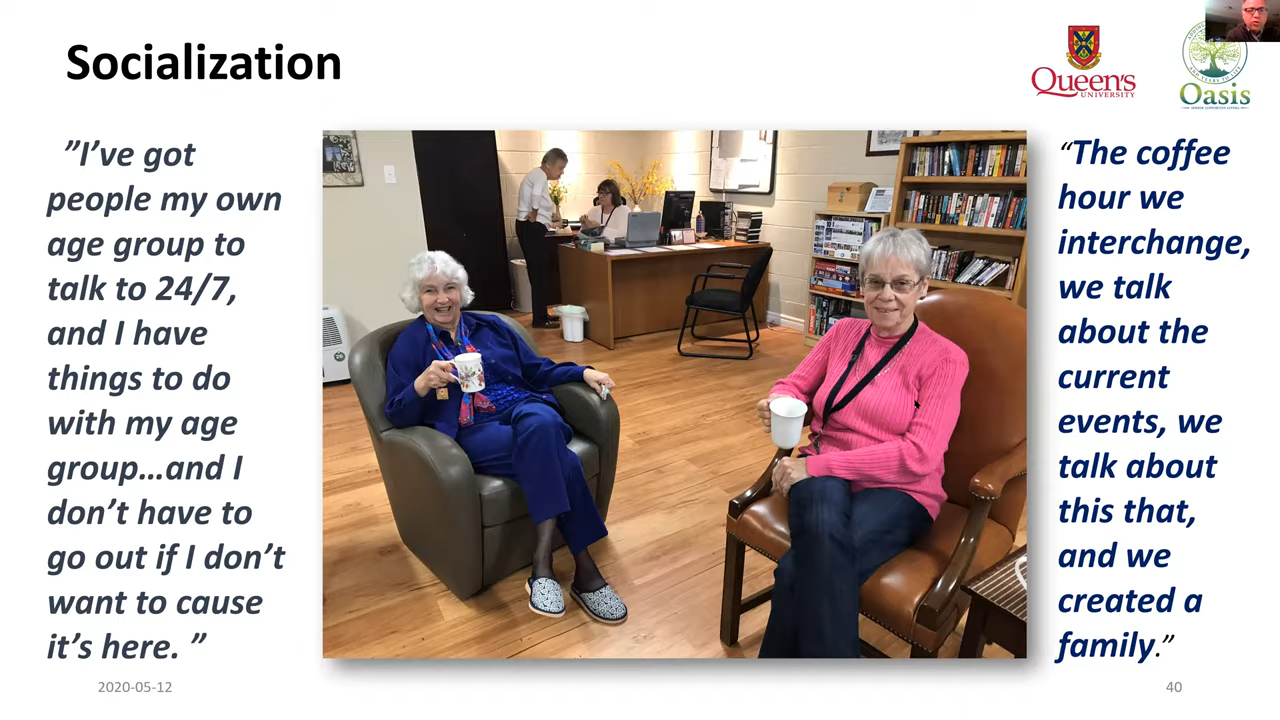 Socialization
QUEEN'S
UNIVERSITY
Oasis
SENIOR SUPPORTIVE LIVING
”I’ve got
people my own
age group to
talk to 24/7,
and I have
things to do
with my age
group…and I
don’t have to
go out if I don’t
want to cause
it’s here. ”
“The coffee
hour we
interchange,
we talk
about the
current
events, we
talk about
this that,
and we
created a
family.”
2020-05-12
40